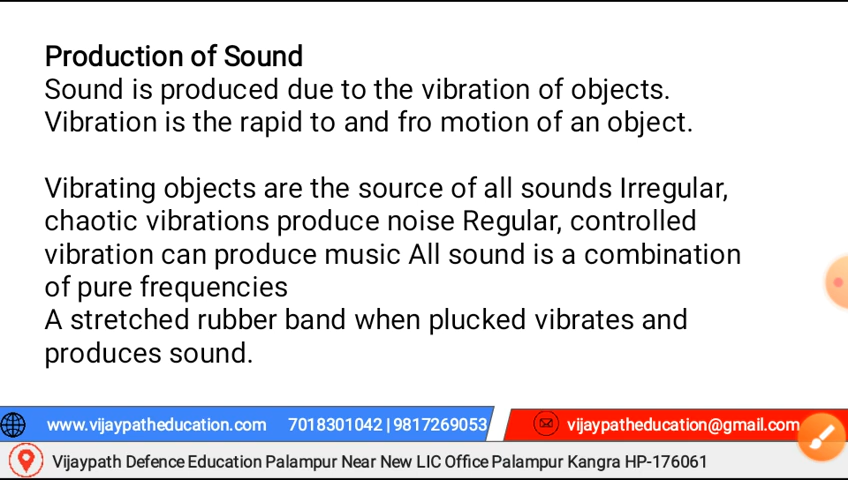 Production of Sound
Sound is produced due to the vibration of objects.
Vibration is the rapid to and fro motion of an object.
Vibrating objects are the source of all sounds Irregular,
chaotic vibrations produce noise Regular, controlled
vibration can produce music All sound is a combination
of pure frequencies
A stretched rubber band when plucked vibrates and
produces sound.
www.vijaypatheducation.com 7018301042 | 9817269053 vijaypatheducation@gmail.com
Vijaypath Defence Education Palampur Near New LIC Office Palampur Kangra HP-176061